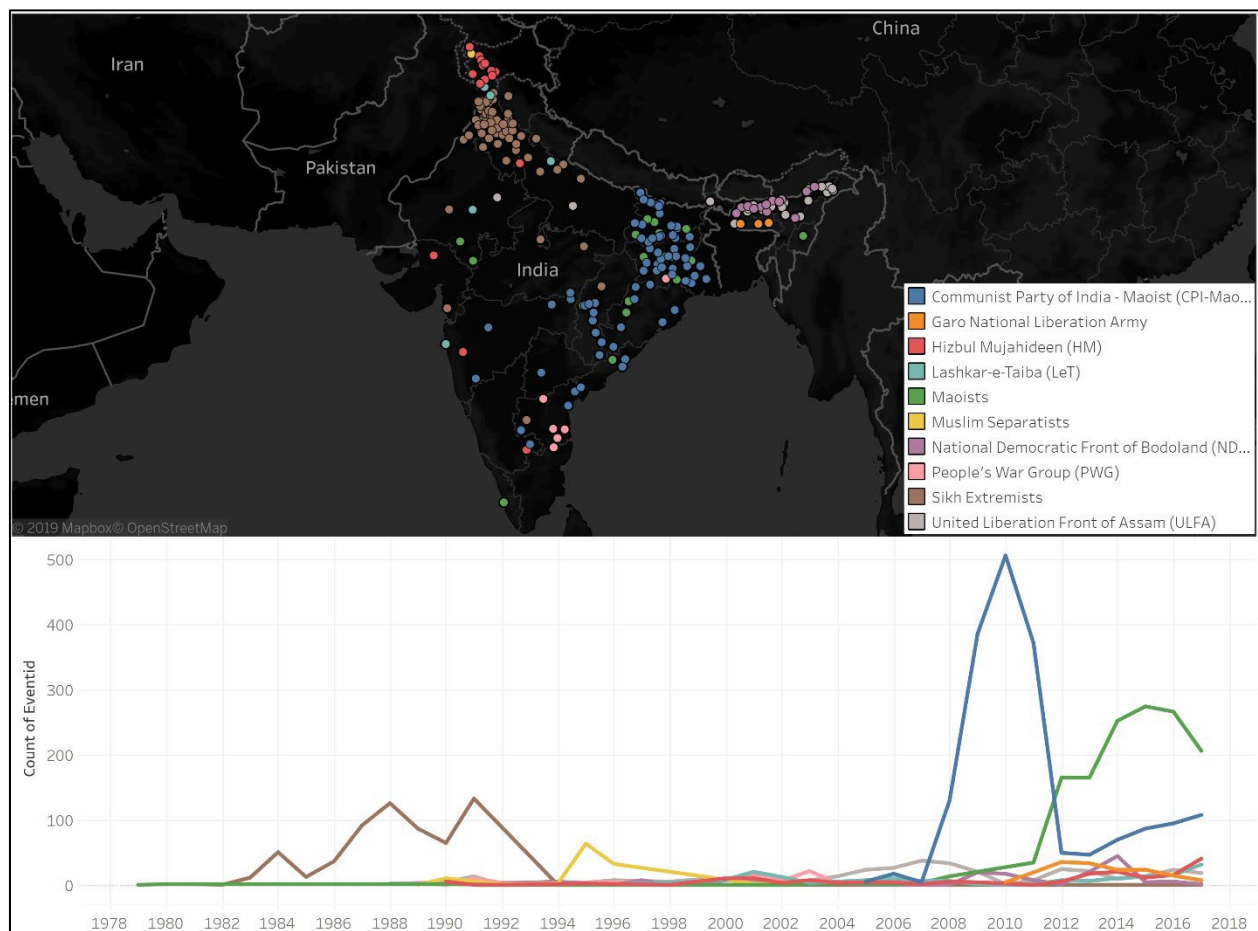 China
Iran
Pakistan
India
emen
© 2019 Mapbox© OpenStreetMap
Communist Party of India - Maoist (CPI-Mao...
Garo National Liberation Army
Hizbul Mujahideen (HM)
Lashkar-e-Taiba (LeT)
Maoists
Muslim Separatists
National Democratic Front of Bodoland (ND...
People's War Group (PWG)
Sikh Extremists
United Liberation Front of Assam (ULFA)
500
400
300
200
100
0
Count of Eventid
1978 1980 1982 1984 1986 1988 1990 1992 1994 1996 1998 2000 2002 2004 2006 2008 2010 2012 2014 2016 2018